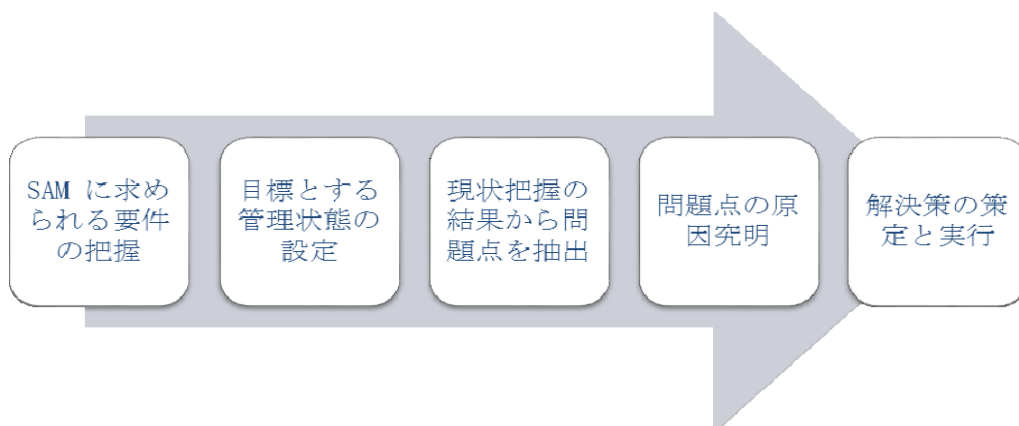 SAM に求め
られる要件
の把握
目標とする
管理状態の
設定
現状把握の
結果から問
題点を抽出
問題点の原
因究明
解決策の策
定と実行